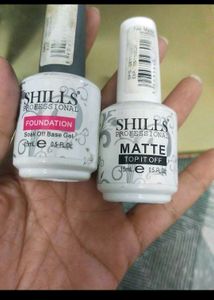 SHILLS
PROFESSIONAL
FOUNDATION
Soak Off Base Gel
15mL ℮ 0.5 FL.OZ
SHILLS
PROFESSIONAL
MATTE
TOP IT OFF
15mL ℮ 0.5 FL.OZ